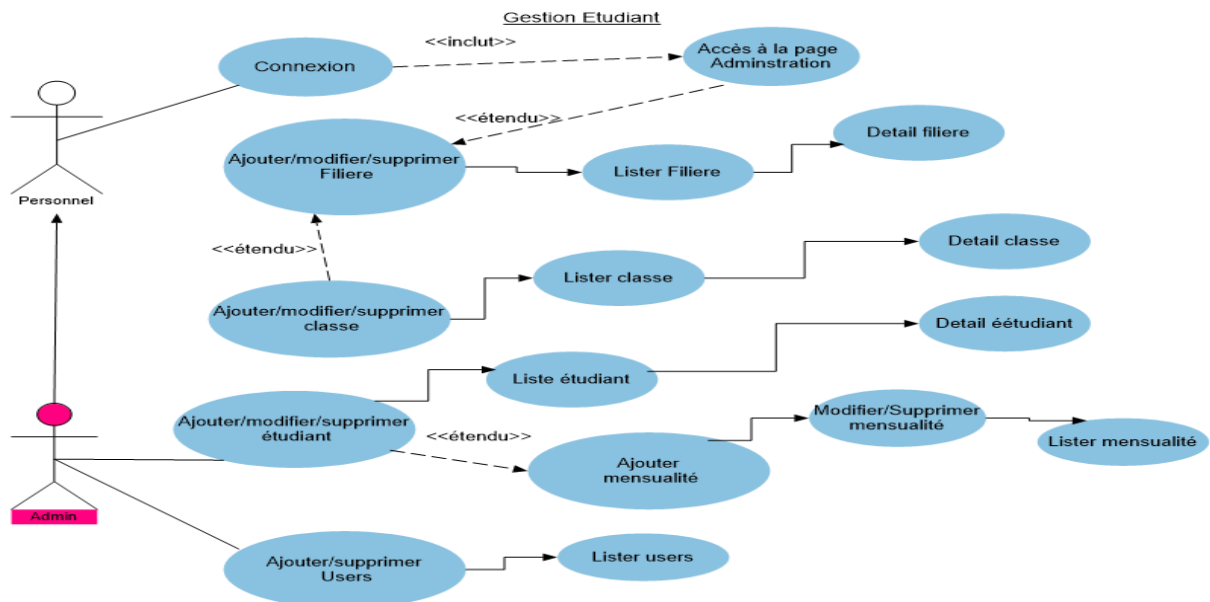 Gestion Etudiant
<<inclut>>
Connexion
Accès à la page
Adminstration
<<étendu>>
Ajouter/modifier/supprimer
Filiere
Lister Filiere
Detail filiere
Personnel
<<étendu>>
Ajouter/modifier/supprimer
classe
Lister classe
Detail classe
Ajouter/modifier/supprimer
étudiant
Liste étudiant
Detail éétudiant
<<étendu>>
Ajouter
mensualité
Modifier/Supprimer
mensualité
Lister mensualité
Admin
Ajouter/supprimer
Users
Lister users